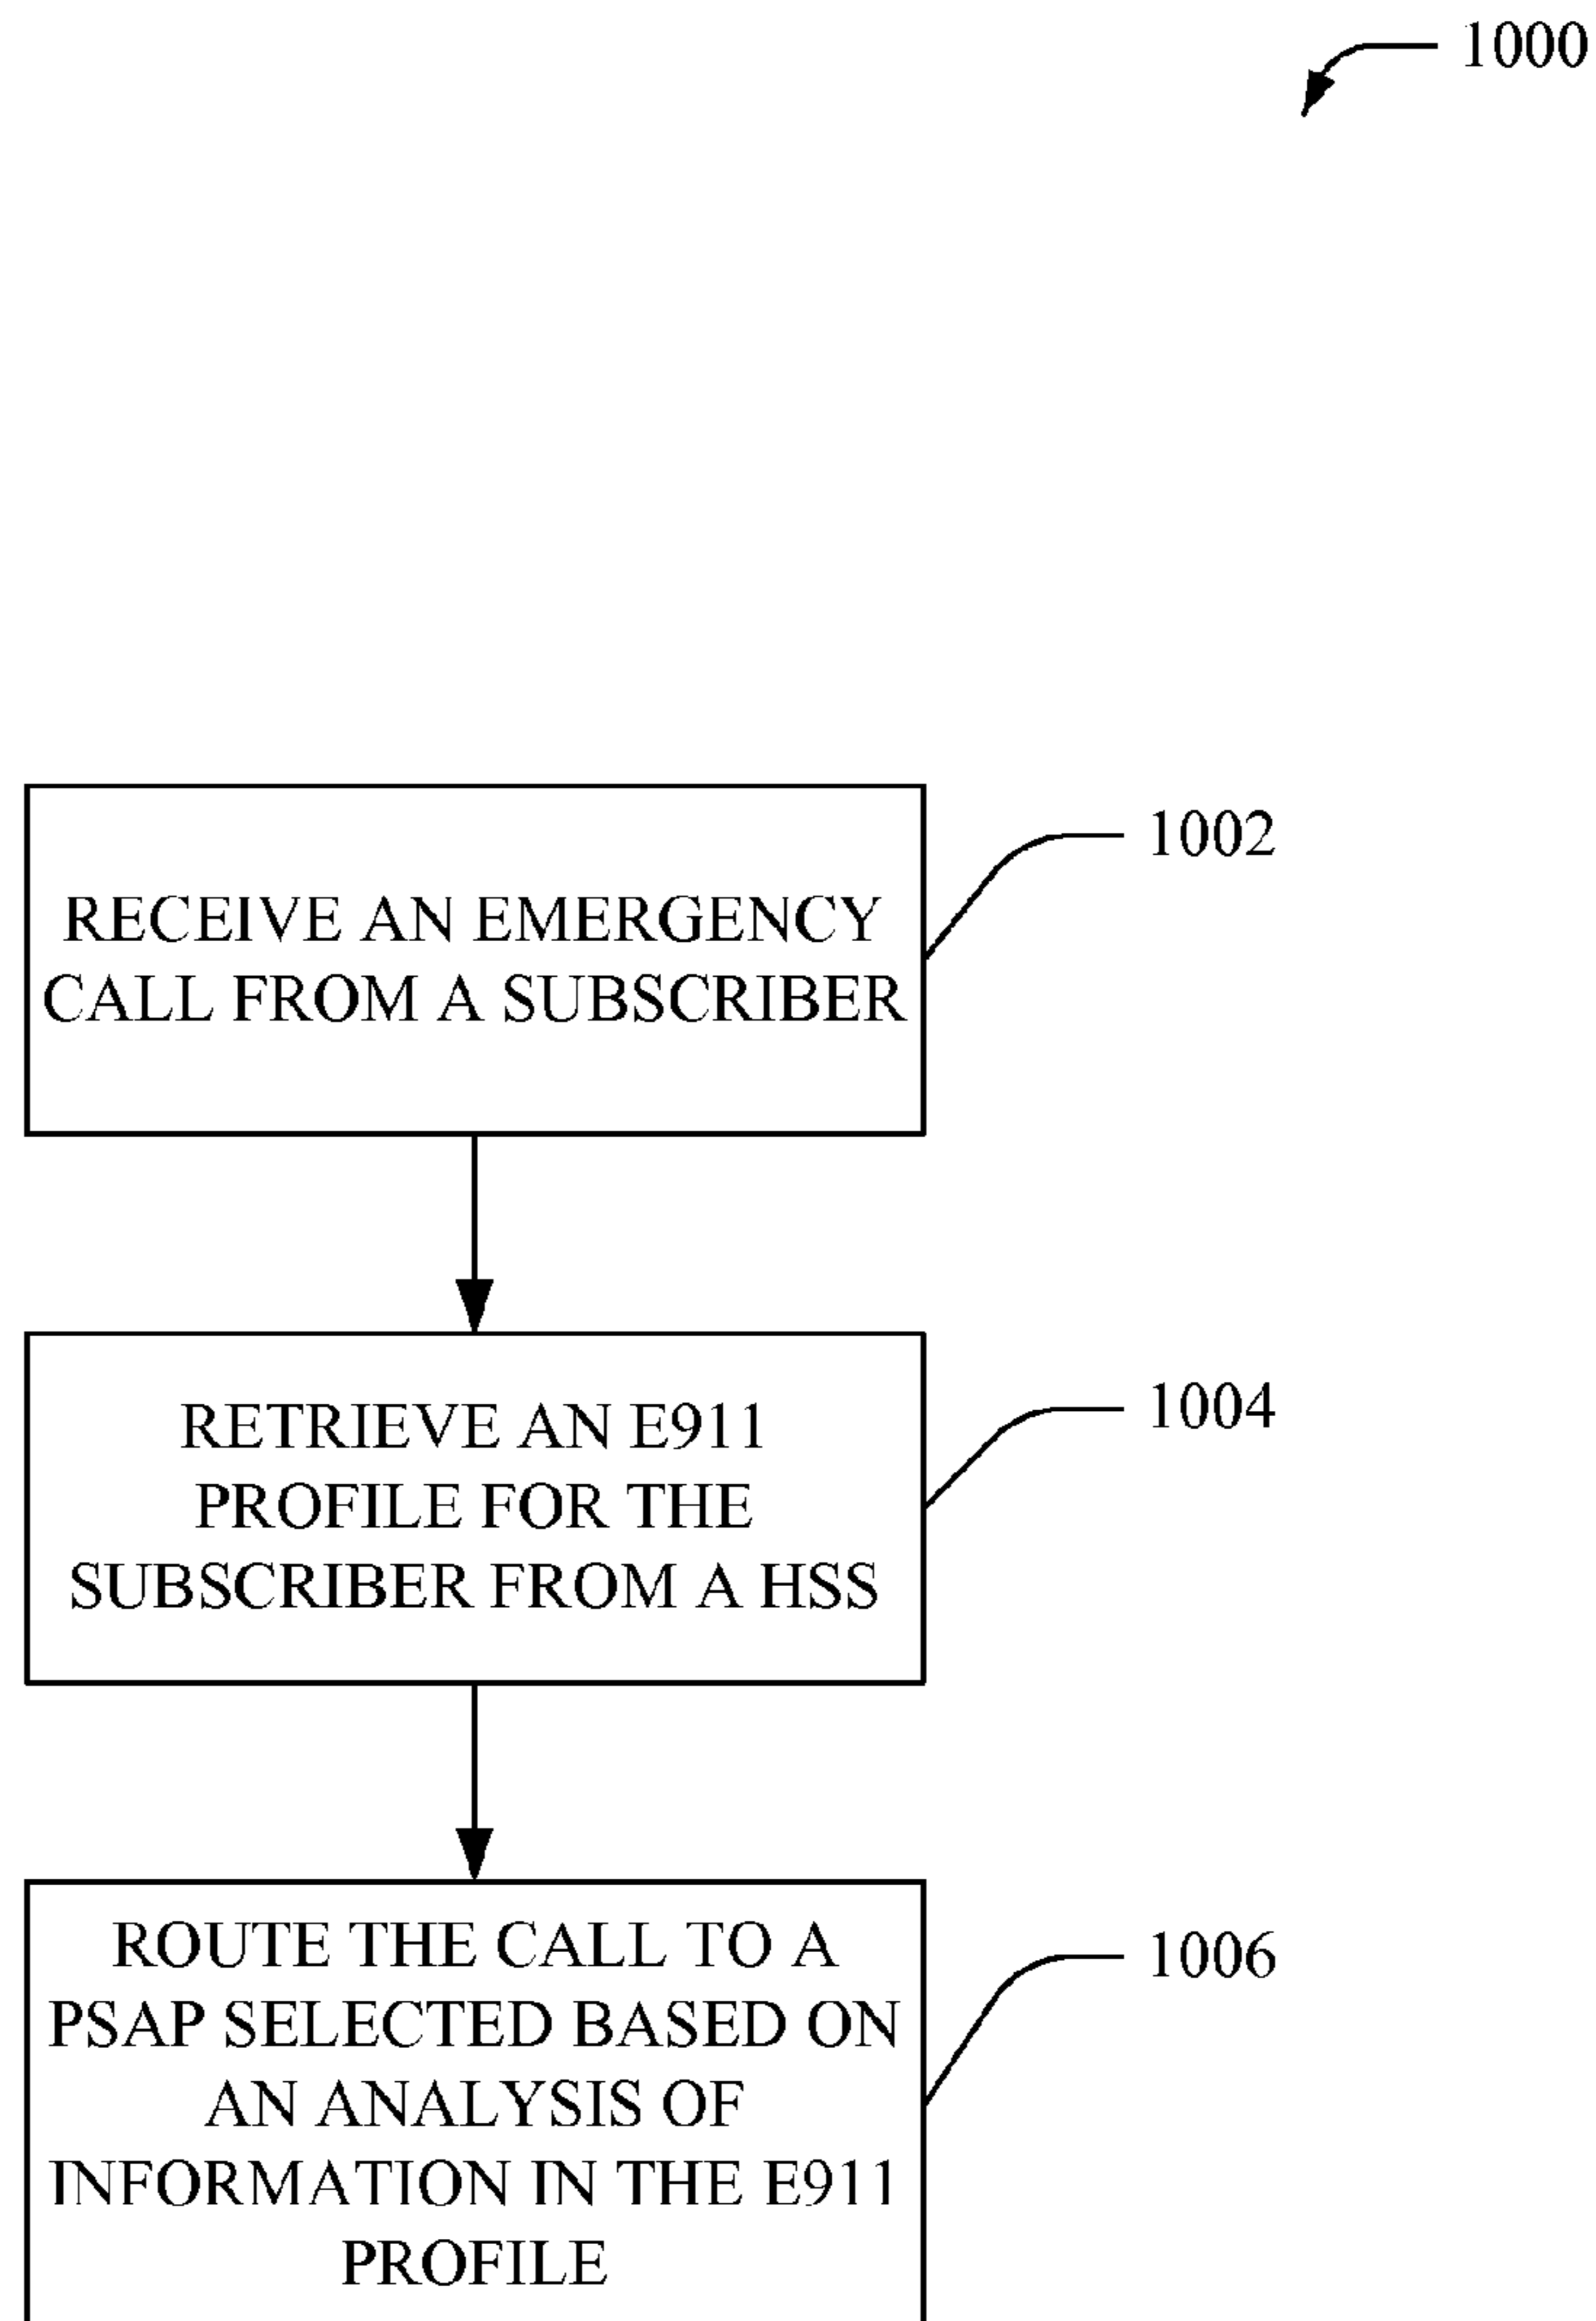 1000
RECEIVE AN EMERGENCY
CALL FROM A SUBSCRIBER
1002
RETRIEVE AN E911
PROFILE FOR THE
SUBSCRIBER FROM A HSS
1004
ROUTE THE CALL TO A
PSAP SELECTED BASED ON
AN ANALYSIS OF
INFORMATION IN THE E911
PROFILE
1006